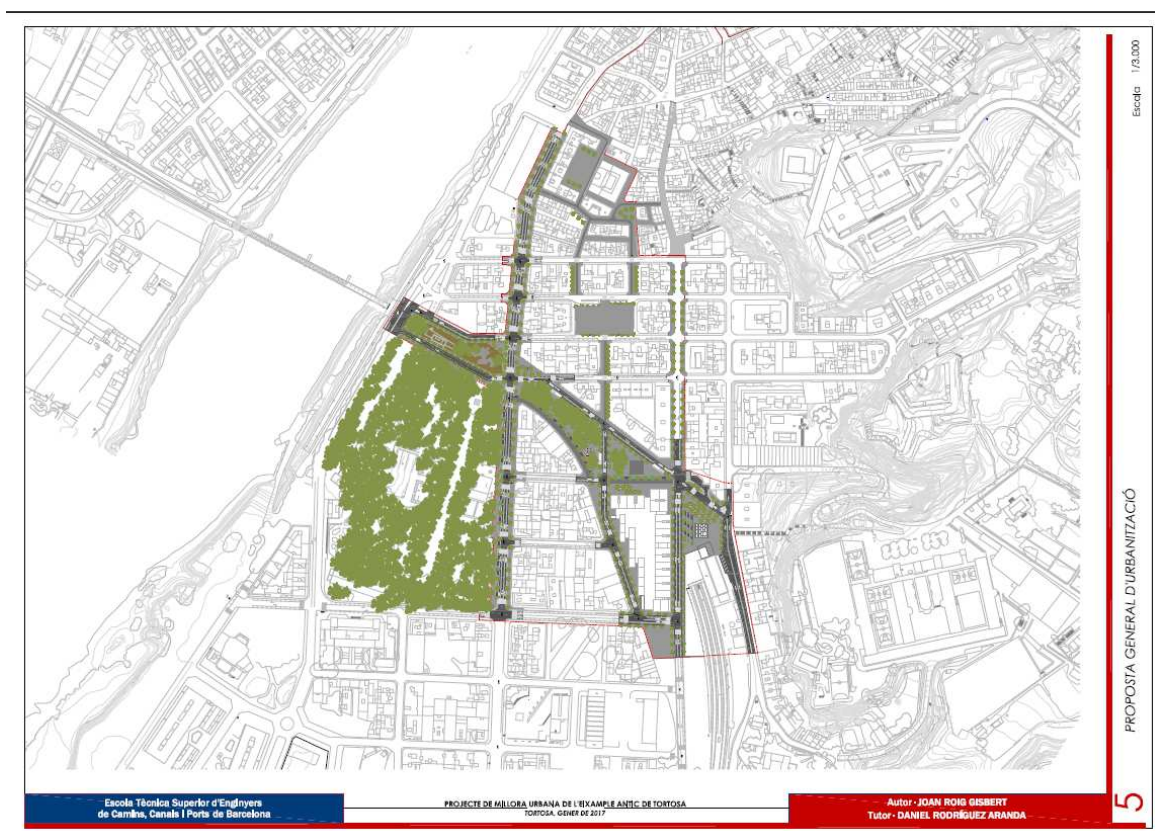 Escala 1/3.000
PROPOSTA GENERAL D'URBANITZACIÓ
5
Escola Tècnica Superior d'Enginyers
de Camins, Canals i Ports de Barcelona
PROJECTE DE MILLORA URBANA DE L'EIXAMPLE ANTIC DE TORTOSA
TORTOSA, GENER DE 2017
Autor · JOAN ROIG GISBERT
Tutor · DANIEL RODRÍGUEZ ARANDA